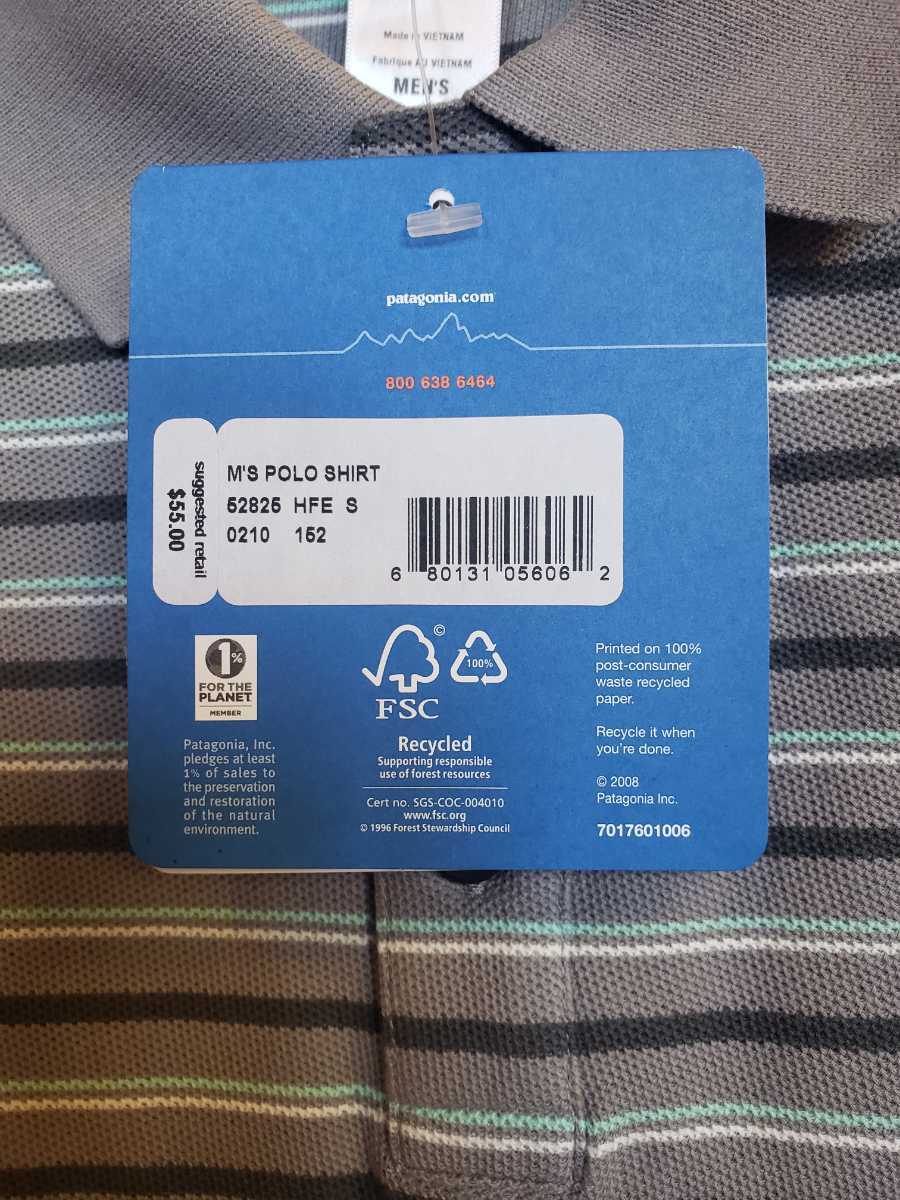 Made in VIETNAM
Fabriqué AU VIETNAM
MEN'S
patagonia.com
800 638 6464
suggested retail
$55.00
M'S POLO SHIRT
52825 HFE S
0210 152
6 80131 05606 2
1%
FOR THE
PLANET
MEMBER
Patagonia, Inc.
pledges at least
1% of sales to
the preservation
and restoration
of the natural
environment.
©
100%
FSC
Recycled
Supporting responsible
use of forest resources
Cert no. SGS-COC-004010
www.fsc.org
© 1996 Forest Stewardship Council
Printed on 100%
post-consumer
waste recycled
paper.
Recycle it when
you're done.
© 2008
Patagonia Inc.
7017601006